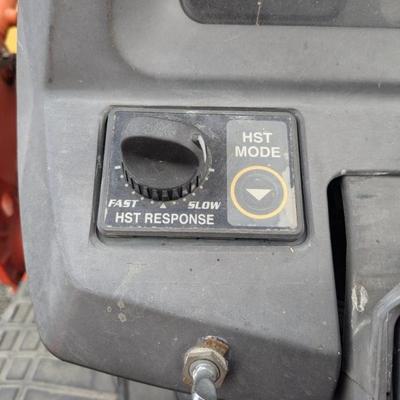 HST
MODE
FAST SLOW
HST RESPONSE